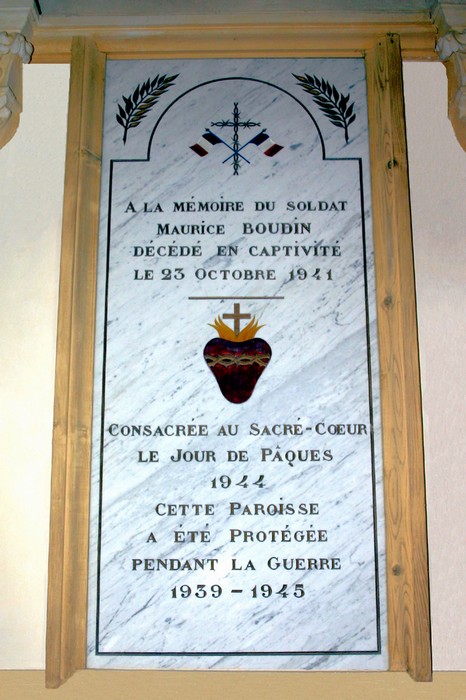 A LA MÉMOIRE DU SOLDAT
MAURICE BOUDIN
DÉCÉDÉ EN CAPTIVITÉ
LE 23 OCTOBRE 1941
CONSACRÉE AU SACRÉ-CŒUR
LE JOUR DE PÂQUES
1944
CETTE PAROISSE
A ÉTÉ PROTÉGÉE
PENDANT LA GUERRE
1939 - 1945